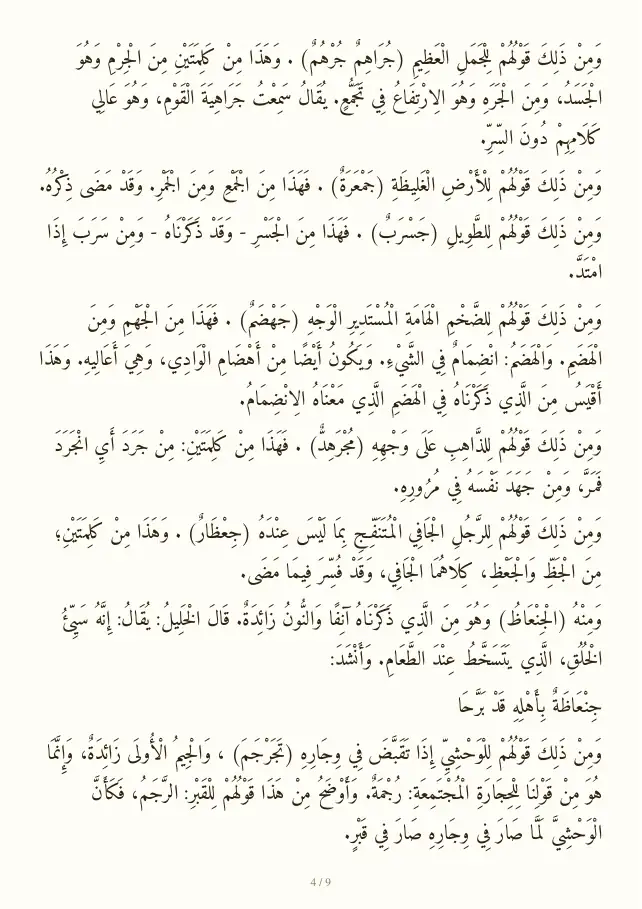 وَمِنْ ذَلِكَ قَوْلُهُمْ لِلْجَمَلِ الْعَظِيمِ (جُرَاهِمٌ جُرْهُمٌ) . وَهَذَا مِنْ كَلِمَتَيْنِ مِنَ الْجِرْمِ وَهُوَ
الْجَسَدُ، وَمِنَ الْجَرَهِ وَهُوَ الِارْتِفَاعُ فِي تَجَمُّعٍ. يُقَالُ سَمِعْتُ جَرَاهِيَةَ الْقَوْمِ، وَهُوَ عَالِي
كَلَامِهِمْ دُونَ السِّرِّ.
وَمِنْ ذَلِكَ قَوْلُهُمْ لِلْأَرْضِ الْغَلِيظَةِ (جَمْعَرَةٌ) . فَهَذَا مِنَ الْجَمْعِ وَمِنَ الْجَمْرِ. وَقَدْ مَضَى ذِكْرُهُ.
وَمِنْ ذَلِكَ قَوْلُهُمْ لِلطَّوِيلِ (جَسْرَبٌ) . فَهَذَا مِنَ الْجَسْرِ - وَقَدْ ذَكَرْنَاهُ - وَمِنْ سَرَبَ إِذَا
امْتَدَّ.
وَمِنْ ذَلِكَ قَوْلُهُمْ لِلضَّخْمِ الْهَامَةِ الْمُسْتَدِيرِ الْوَجْهِ (جَهْضَمٌ) . فَهَذَا مِنَ الْجَهْمِ وَمِنَ
الْهَضَمِ. وَالْهَضَمُ: انْضِمَامٌ فِي الشَّيْءِ. وَيَكُونُ أَيْضًا مِنْ أَهْضَامِ الْوَادِي، وَهِيَ أَعَالِيهِ. وَهَذَا
أَقْيَسُ مِنَ الَّذِي ذَكَرْنَاهُ فِي الْهَضَمِ الَّذِي مَعْنَاهُ الِانْضِمَامُ.
وَمِنْ ذَلِكَ قَوْلُهُمْ لِلذَّاهِبِ عَلَى وَجْهِهِ (مُجْرَهِدٌّ) . فَهَذَا مِنْ كَلِمَتَيْنِ: مِنْ جَرَدَ أَيِ انْجَرَدَ
فَمَرَّ، وَمِنْ جَهَدَ نَفْسَهُ فِي مُرُورِهِ.
وَمِنْ ذَلِكَ قَوْلُهُمْ لِلرَّجُلِ الْجَافِي الْمُتَنَفِّجِ بِمَا لَيْسَ عِنْدَهُ (جِعْظَارٌ) . وَهَذَا مِنْ كَلِمَتَيْنِ؛
مِنَ الْجَظِّ وَالْجَعْظِ، كِلَاهُمَا الْجَافِي، وَقَدْ فُسِّرَ فِيمَا مَضَى.
وَمِنْهُ (الْجِنْعَاظُ) وَهُوَ مِنَ الَّذِي ذَكَرْنَاهُ آنِفًا وَالنُّونُ زَائِدَةٌ. قَالَ الْخَلِيلُ: يُقَالُ: إِنَّهُ سَيِّئُ
الْخُلُقِ، الَّذِي يَتَسَخَّطُ عِنْدَ الطَّعَامِ. وَأَنْشَدَ:
جِنْعَاظَةٌ بِأَهْلِهِ قَدْ بَرَّحَا
وَمِنْ ذَلِكَ قَوْلُهُمْ لِلْوَحْشِيِّ إِذَا تَقَبَّضَ فِي وِجَارِهِ (تَجَرْجَمَ) ، وَالْجِيمُ الْأُولَى زَائِدَةٌ، وَإِنَّمَا
هُوَ مِنْ قَوْلِنَا لِلْحِجَارَةِ الْمُجْتَمِعَةِ: رُجْمَةٌ. وَأَوْضَحُ مِنْ هَذَا قَوْلُهُمْ لِلْقَبْرِ: الرَّجَمُ، فَكَأَنَّ
الْوَحْشِيَّ لَمَّا صَارَ فِي وِجَارِهِ صَارَ فِي قَبْرٍ.
4 / 9